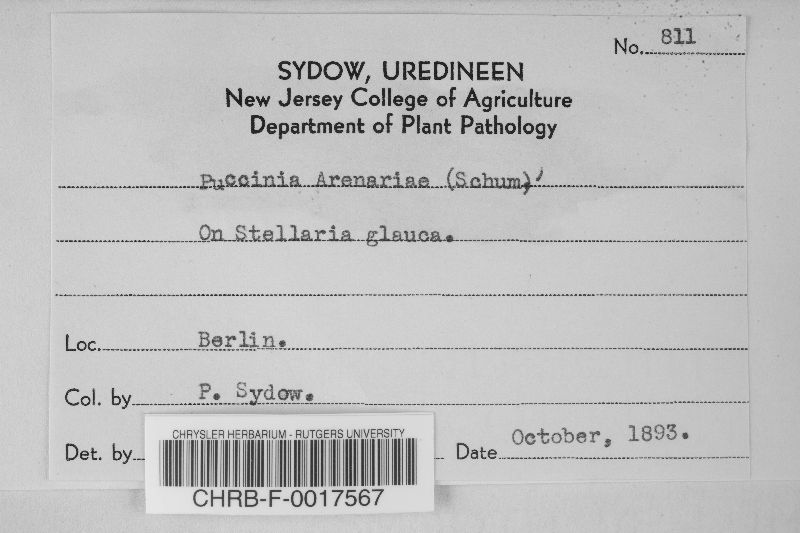 No. 811
SYDOW, UREDINEEN
New Jersey College of Agriculture
Department of Plant Pathology
Puccinia Arenariae (Schum)
On Stellaria glauca.
Loc. Berlin.
Col. by P. Sydow.
Det. by
Date October, 1893.
CHRYSLER HERBARIUM - RUTGERS UNIVERSITY
CHRB-F-0017567